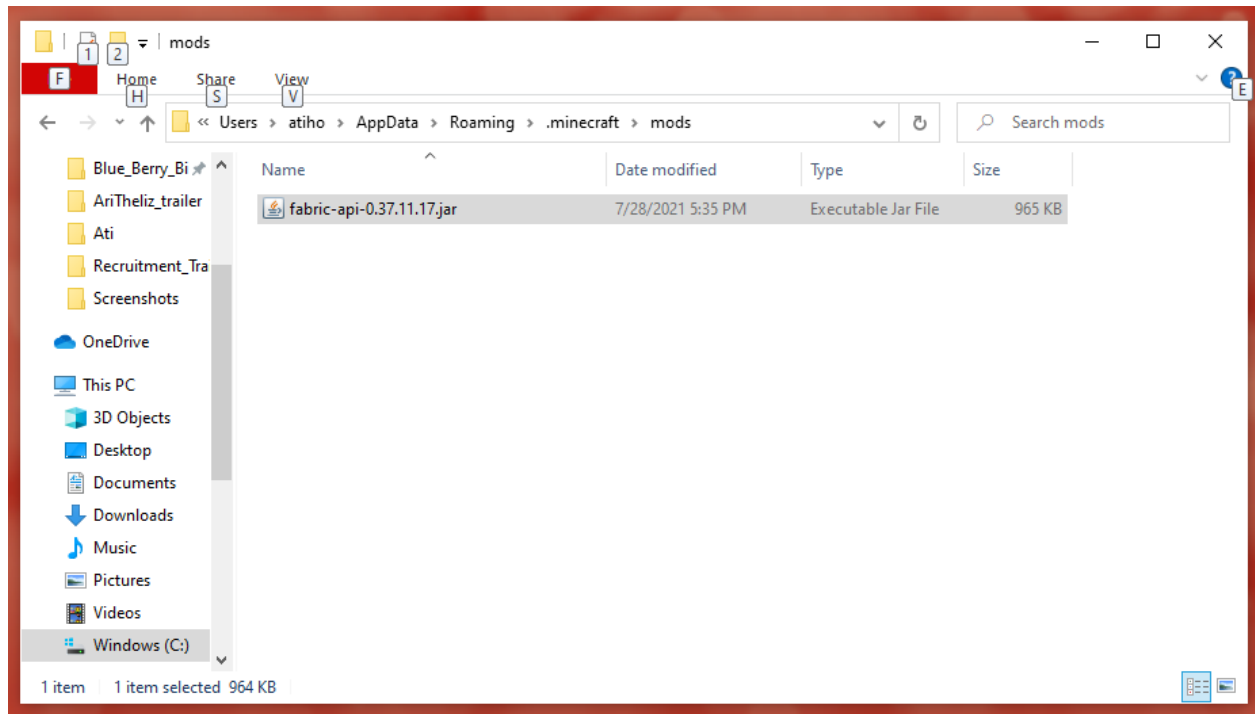 1 2 mods
F Home Share View
H S V E
« Users > atiho > AppData > Roaming > .minecraft > mods Search mods
Name Date modified Type Size
fabric-api-0.37.11.17.jar 7/28/2021 5:35 PM Executable Jar File 965 KB
Blue_Berry_Bi
AriTheliz_trailer
Ati
Recruitment_Tra
Screenshots
OneDrive
This PC
3D Objects
Desktop
Documents
Downloads
Music
Pictures
Videos
Windows (C:)
1 item 1 item selected 964 KB